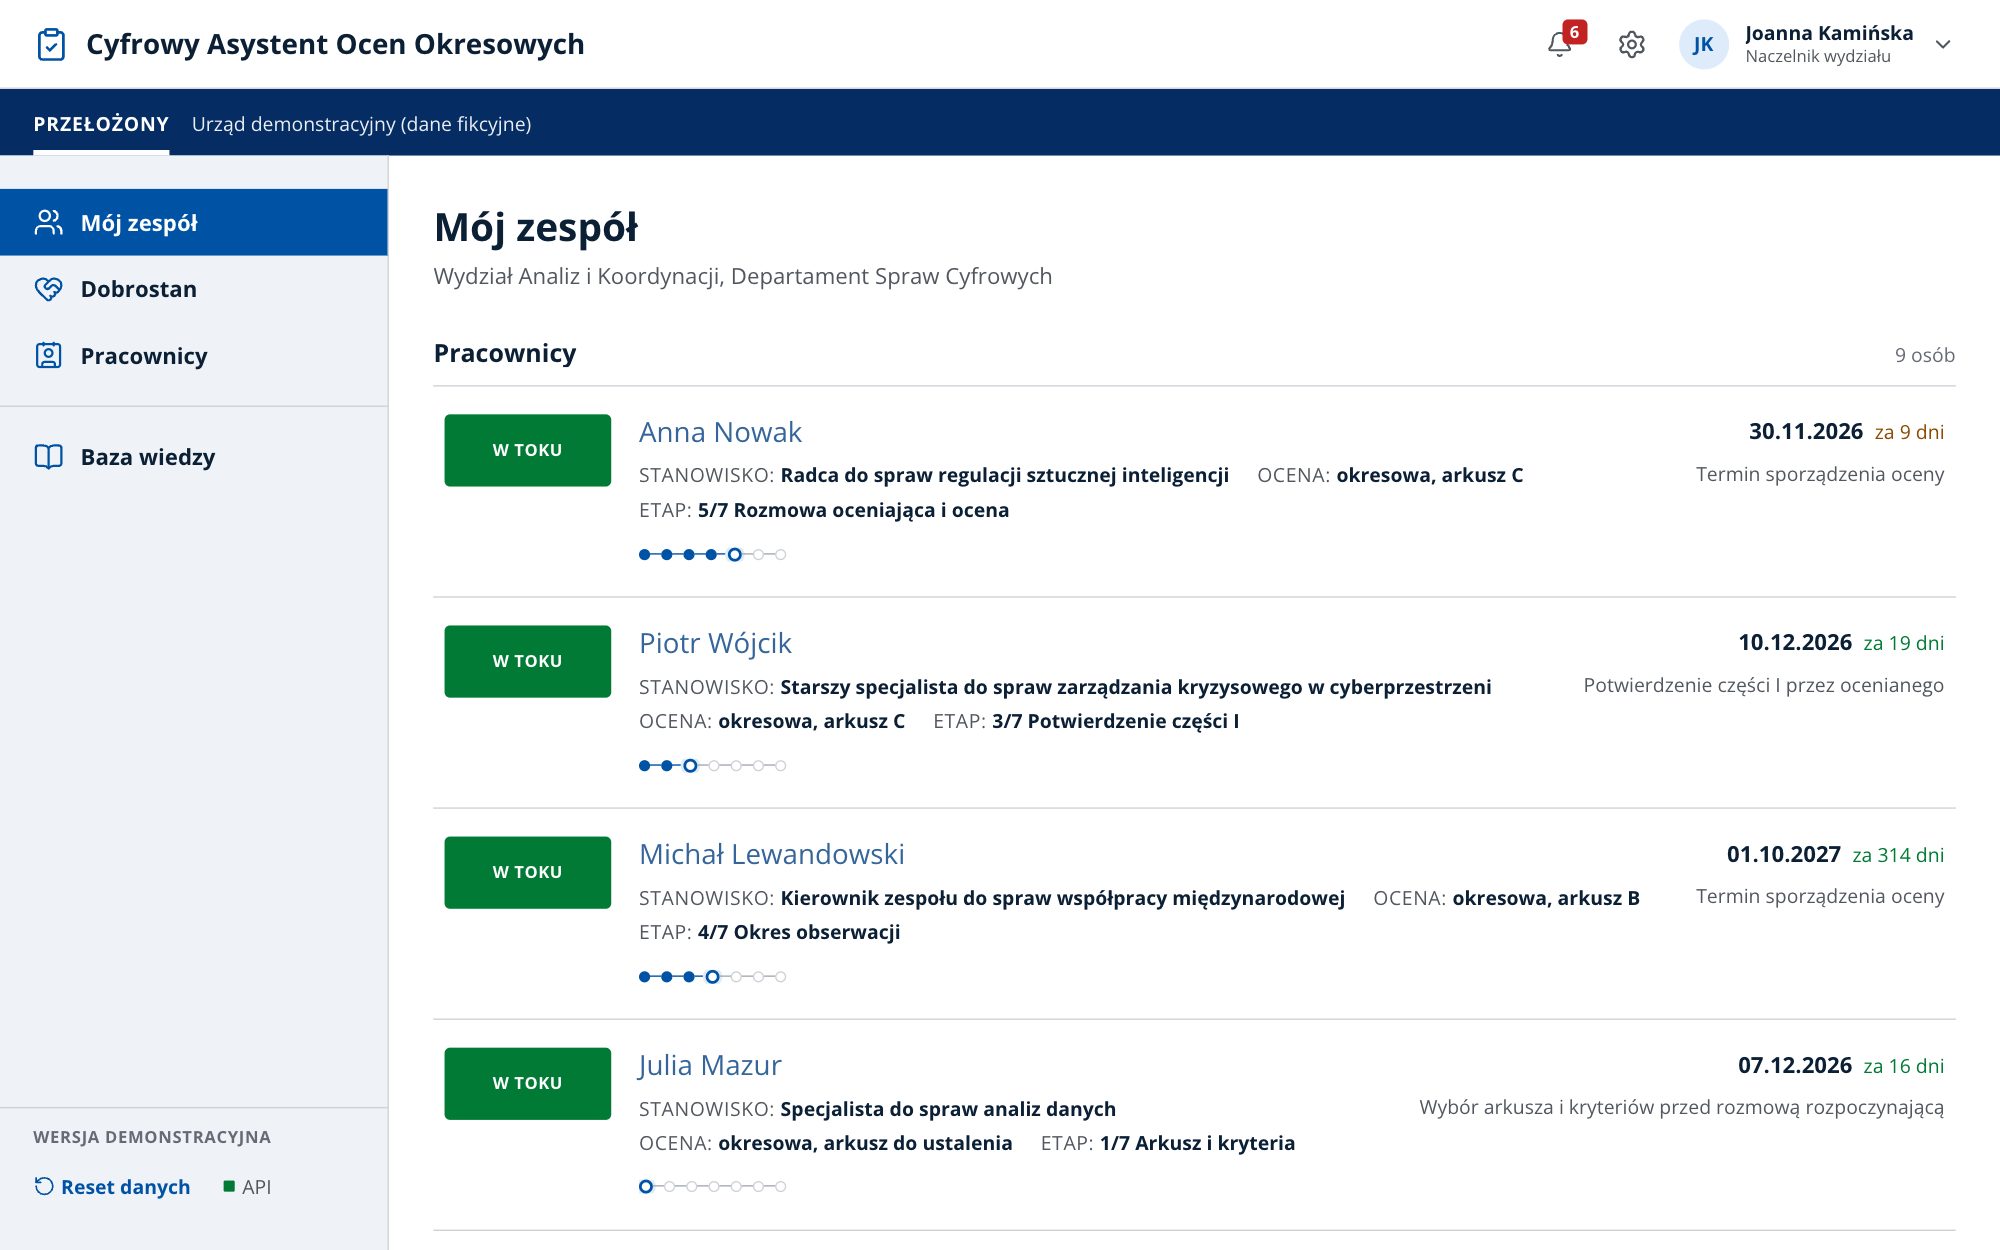 Cyfrowy Asystent Ocen Okresowych
6
JK
Joanna Kamińska
Naczelnik wydziału
PRZEŁOŻONY Urząd demonstracyjny (dane fikcyjne)
Mój zespół
Dobrostan
Pracownicy
Baza wiedzy
WERSJA DEMONSTRACYJNA
Reset danych API
Mój zespół
Wydział Analiz i Koordynacji, Departament Spraw Cyfrowych
Pracownicy 9 osób
W TOKU
Anna Nowak
STANOWISKO: Radca do spraw regulacji sztucznej inteligencji OCENA: okresowa, arkusz C
ETAP: 5/7 Rozmowa oceniająca i ocena
30.11.2026 za 9 dni
Termin sporządzenia oceny
W TOKU
Piotr Wójcik
STANOWISKO: Starszy specjalista do spraw zarządzania kryzysowego w cyberprzestrzeni
OCENA: okresowa, arkusz C ETAP: 3/7 Potwierdzenie części I
10.12.2026 za 19 dni
Potwierdzenie części I przez ocenianego
W TOKU
Michał Lewandowski
STANOWISKO: Kierownik zespołu do spraw współpracy międzynarodowej OCENA: okresowa, arkusz B
ETAP: 4/7 Okres obserwacji
01.10.2027 za 314 dni
Termin sporządzenia oceny
W TOKU
Julia Mazur
STANOWISKO: Specjalista do spraw analiz danych
OCENA: okresowa, arkusz do ustalenia ETAP: 1/7 Arkusz i kryteria
07.12.2026 za 16 dni
Wybór arkusza i kryteriów przed rozmową rozpoczynającą